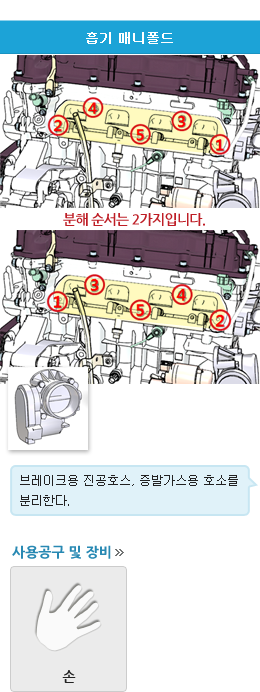 흡기 매니폴드
④
③
②
⑤
①
분해 순서는 2가지입니다.
③
④
①
⑤
②
브레이크용 진공호스, 증발가스용 호스를
분리한다.
사용공구 및 장비 »
손